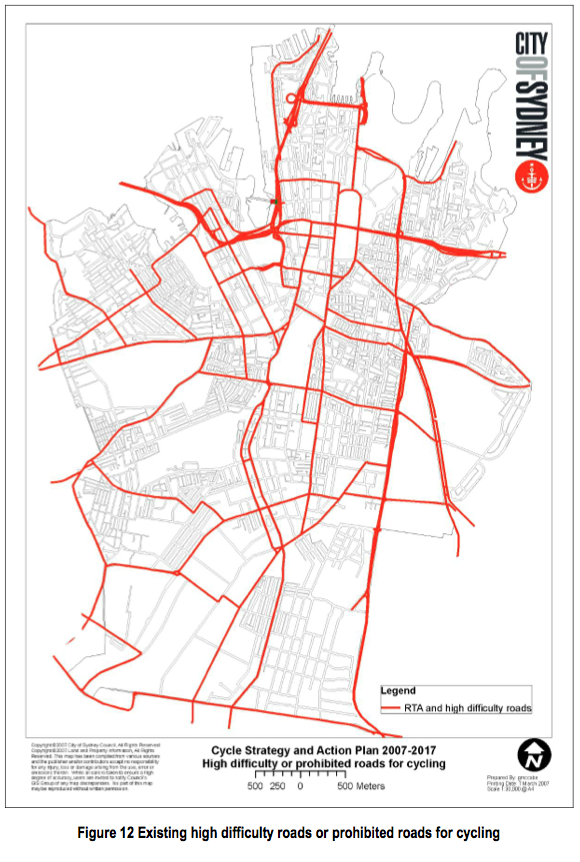 CITY OF SYDNEY
Legend
RTA and high difficulty roads
Copyright©2007 City of Sydney Council, All Rights Reserved
Copyright©2007 Land and Property Information, All Rights
Reserved. This map has been compiled from various sources
and the publisher and/or contributors accept no responsibility
for any injury, loss or damage arising from the use, error or
omissions therein. While all care is taken to ensure a high
degree of accuracy, users are invited to notify Council's
GIS Group of any map discrepancies. No part of this map
may be reproduced without written permission.
Cycle Strategy and Action Plan 2007-2017
High difficulty or prohibited roads for cycling
500 250 0 500 Meters
N
Prepared By:
Printing Date: 7 March 2007
Scale 1:30,000 @ A4
Figure 12 Existing high difficulty roads or prohibited roads for cycling